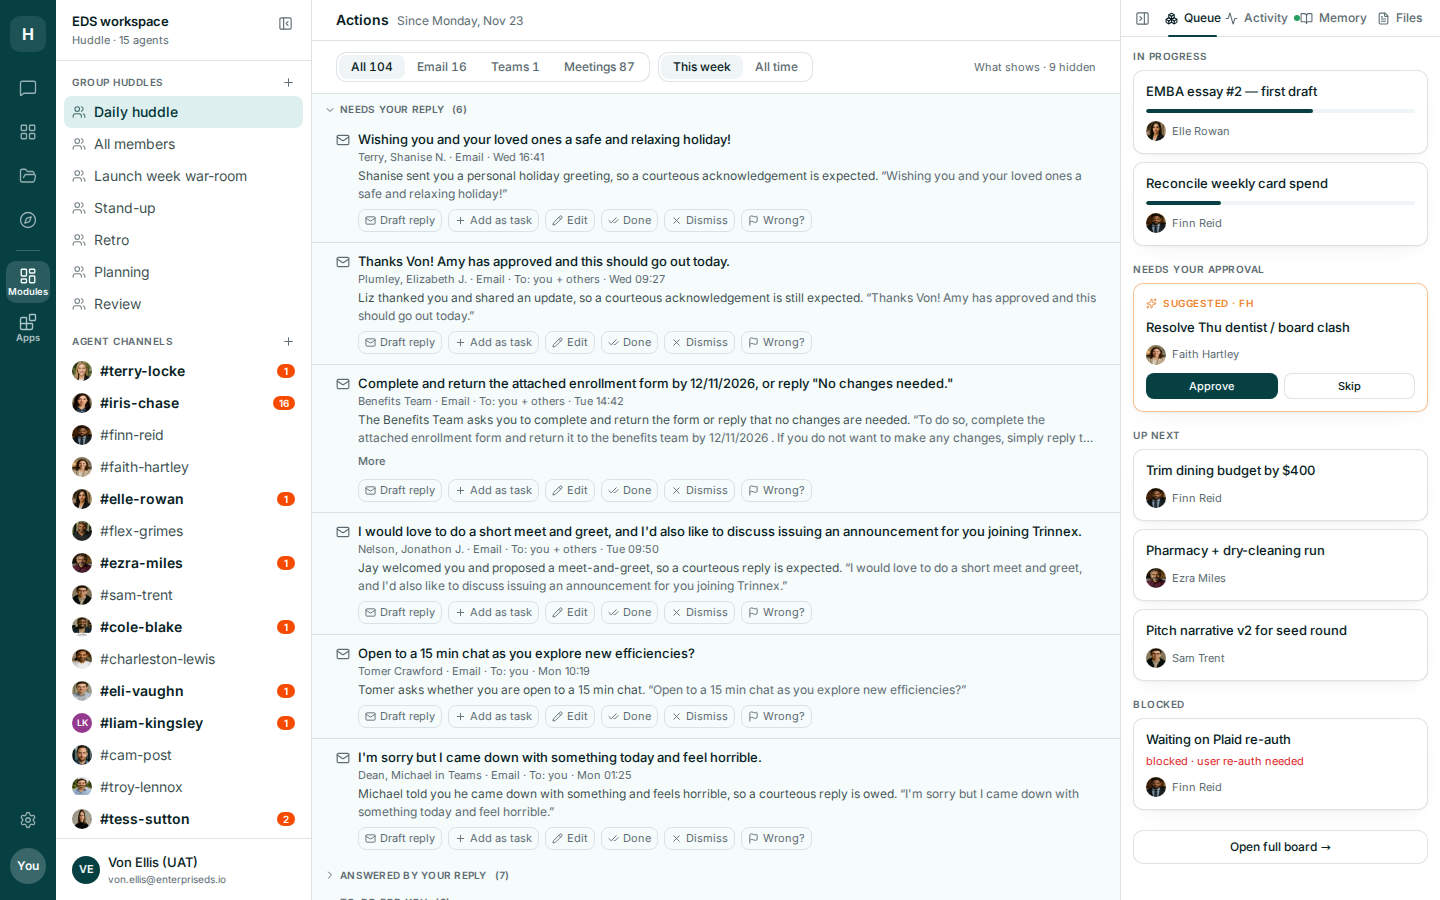 H
Modules
Apps
You
EDS workspace
Huddle · 15 agents
GROUP HUDDLES
Daily huddle
All members
Launch week war-room
Stand-up
Retro
Planning
Review
AGENT CHANNELS
#terry-locke 1
#iris-chase 16
#finn-reid
#faith-hartley
#elle-rowan 1
#flex-grimes
#ezra-miles 1
#sam-trent
#cole-blake 1
#charleston-lewis
#eli-vaughn 1
LK #liam-kingsley 1
#cam-post
#troy-lennox
#tess-sutton 2
VE
Von Ellis (UAT)
von.ellis@enterpriseds.io
Actions Since Monday, Nov 23
All 104 Email 16 Teams 1 Meetings 87 This week All time What shows · 9 hidden
NEEDS YOUR REPLY (6)
Wishing you and your loved ones a safe and relaxing holiday!
Terry, Shanise N. · Email · Wed 16:41
Shanise sent you a personal holiday greeting, so a courteous acknowledgement is expected. “Wishing you and your loved ones a
safe and relaxing holiday!”
Draft reply Add as task Edit Done Dismiss Wrong?
Thanks Von! Amy has approved and this should go out today.
Plumley, Elizabeth J. · Email · To: you + others · Wed 09:27
Liz thanked you and shared an update, so a courteous acknowledgement is still expected. “Thanks Von! Amy has approved and this
should go out today.”
Draft reply Add as task Edit Done Dismiss Wrong?
Complete and return the attached enrollment form by 12/11/2026, or reply "No changes needed."
Benefits Team · Email · To: you + others · Tue 14:42
The Benefits Team asks you to complete and return the form or reply that no changes are needed. “To do so, complete the
attached enrollment form and return it to the benefits team by 12/11/2026 . If you do not want to make any changes, simply reply t…
More
Draft reply Add as task Edit Done Dismiss Wrong?
I would love to do a short meet and greet, and I'd also like to discuss issuing an announcement for you joining Trinnex.
Nelson, Jonathon J. · Email · To: you + others · Tue 09:50
Jay welcomed you and proposed a meet-and-greet, so a courteous reply is expected. “I would love to do a short meet and greet,
and I'd also like to discuss issuing an announcement for you joining Trinnex.”
Draft reply Add as task Edit Done Dismiss Wrong?
Open to a 15 min chat as you explore new efficiencies?
Tomer Crawford · Email · To: you · Mon 10:19
Tomer asks whether you are open to a 15 min chat. “Open to a 15 min chat as you explore new efficiencies?”
Draft reply Add as task Edit Done Dismiss Wrong?
I'm sorry but I came down with something today and feel horrible.
Dean, Michael in Teams · Email · To: you · Mon 01:25
Michael told you he came down with something and feels horrible, so a courteous reply is owed. “I'm sorry but I came down with
something today and feel horrible.”
Draft reply Add as task Edit Done Dismiss Wrong?
ANSWERED BY YOUR REPLY (7)
Queue Activity Memory Files
IN PROGRESS
EMBA essay #2 — first draft
Elle Rowan
Reconcile weekly card spend
Finn Reid
NEEDS YOUR APPROVAL
SUGGESTED · FH
Resolve Thu dentist / board clash
Faith Hartley
Approve Skip
UP NEXT
Trim dining budget by $400
Finn Reid
Pharmacy + dry-cleaning run
Ezra Miles
Pitch narrative v2 for seed round
Sam Trent
BLOCKED
Waiting on Plaid re-auth
blocked · user re-auth needed
Finn Reid
Open full board →